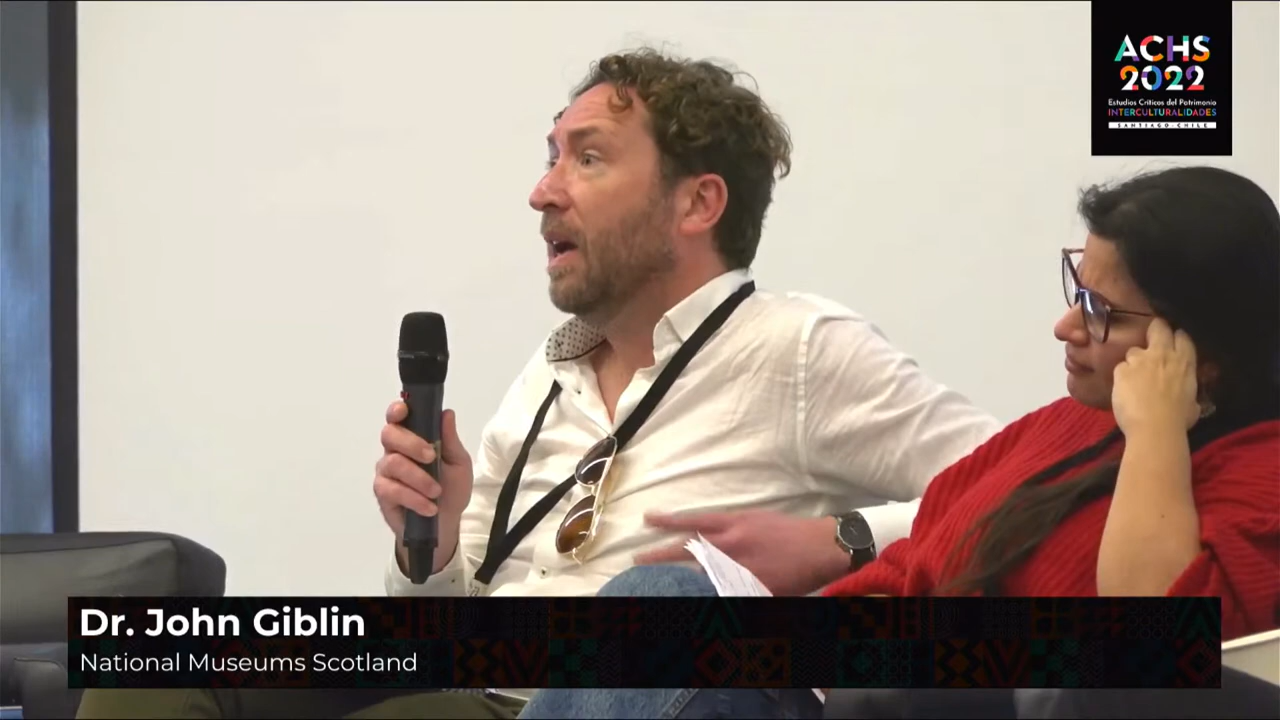 ACHS
2022
Estudios Críticos del Patrimonio
INTERCULTURALIDADES
SANTIAGO-CHILE
Dr. John Giblin
National Museums Scotland